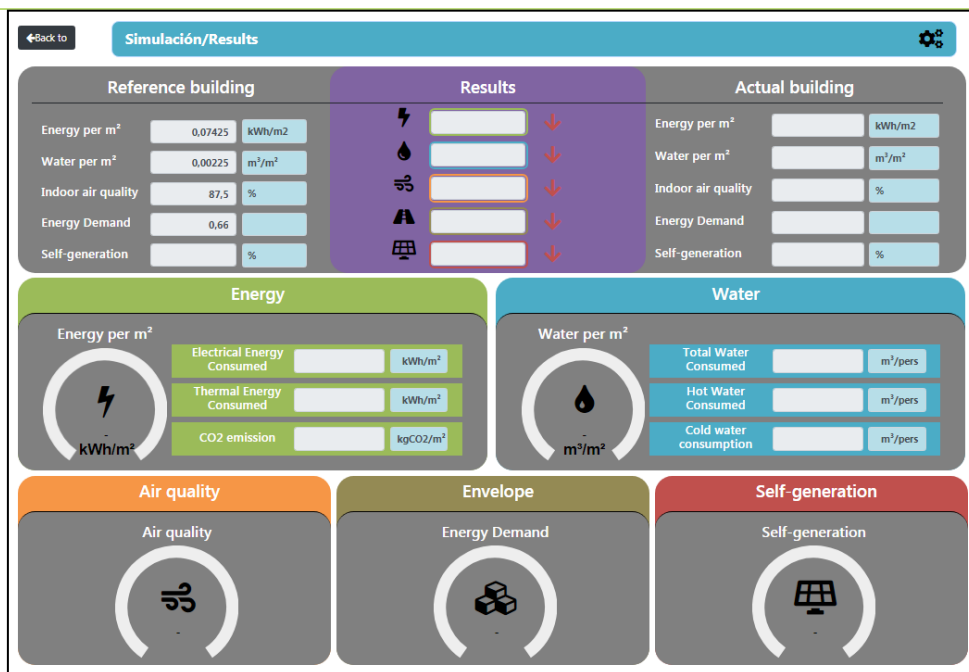 Back to
Simulación/Results
Reference building
Energy per m²
0,07425
kWh/m2
Water per m²
0,00225
m³/m²
Indoor air quality
87,5
%
Energy Demand
0,66
Self-generation
%
Results
Actual building
Energy per m²
kWh/m2
Water per m²
m³/m²
Indoor air quality
%
Energy Demand
Self-generation
%
Energy
Energy per m²
-
kWh/m²
Electrical Energy
Consumed
kWh/m²
Thermal Energy
Consumed
kWh/m²
CO2 emission
kgCO2/m²
Water
Water per m²
-
m³/m²
Total Water
Consumed
m³/pers
Hot Water
Consumed
m³/pers
Cold water
consumption
m³/pers
Air quality
Air quality
-
Envelope
Energy Demand
-
Self-generation
Self-generation
-